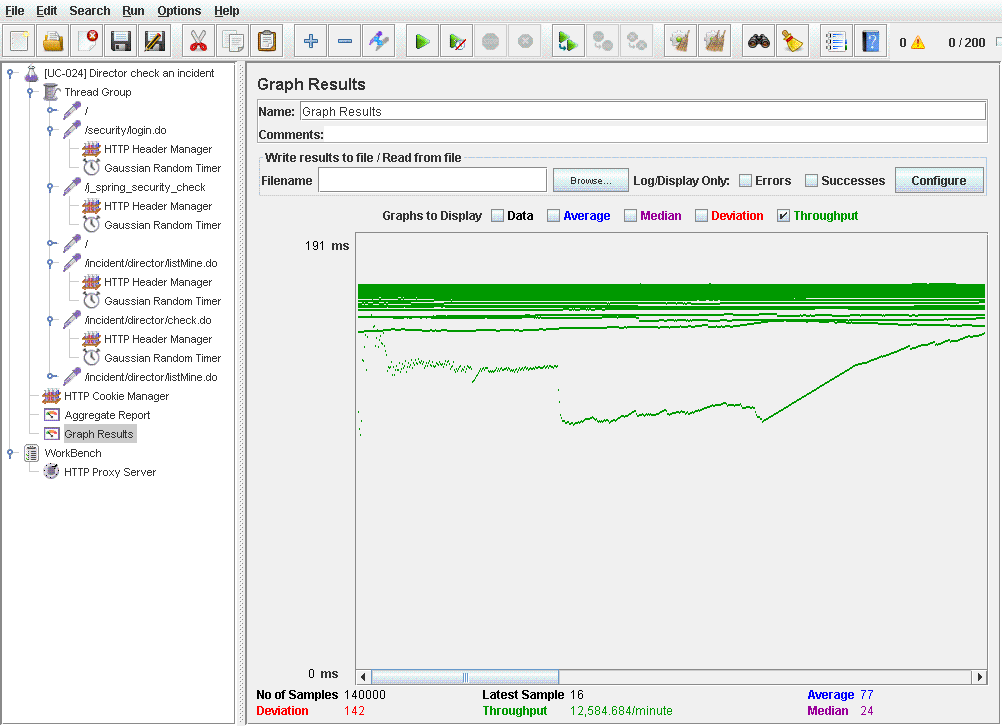 File Edit Search Run Options Help
0 0 / 200
[UC-024] Director check an incident
Thread Group
/
/security/login.do
HTTP Header Manager
Gaussian Random Timer
/j_spring_security_check
HTTP Header Manager
Gaussian Random Timer
/
/incident/director/listMine.do
HTTP Header Manager
Gaussian Random Timer
/incident/director/check.do
HTTP Header Manager
Gaussian Random Timer
/incident/director/listMine.do
HTTP Cookie Manager
Aggregate Report
Graph Results
WorkBench
HTTP Proxy Server
Graph Results
Name: Graph Results
Comments:
Write results to file / Read from file
Filename Browse... Log/Display Only: Errors Successes Configure
Graphs to Display Data Average Median Deviation Throughput
191 ms
0 ms
No of Samples 140000 Latest Sample 16 Average 77
Deviation 142 Throughput 12,584.684/minute Median 24